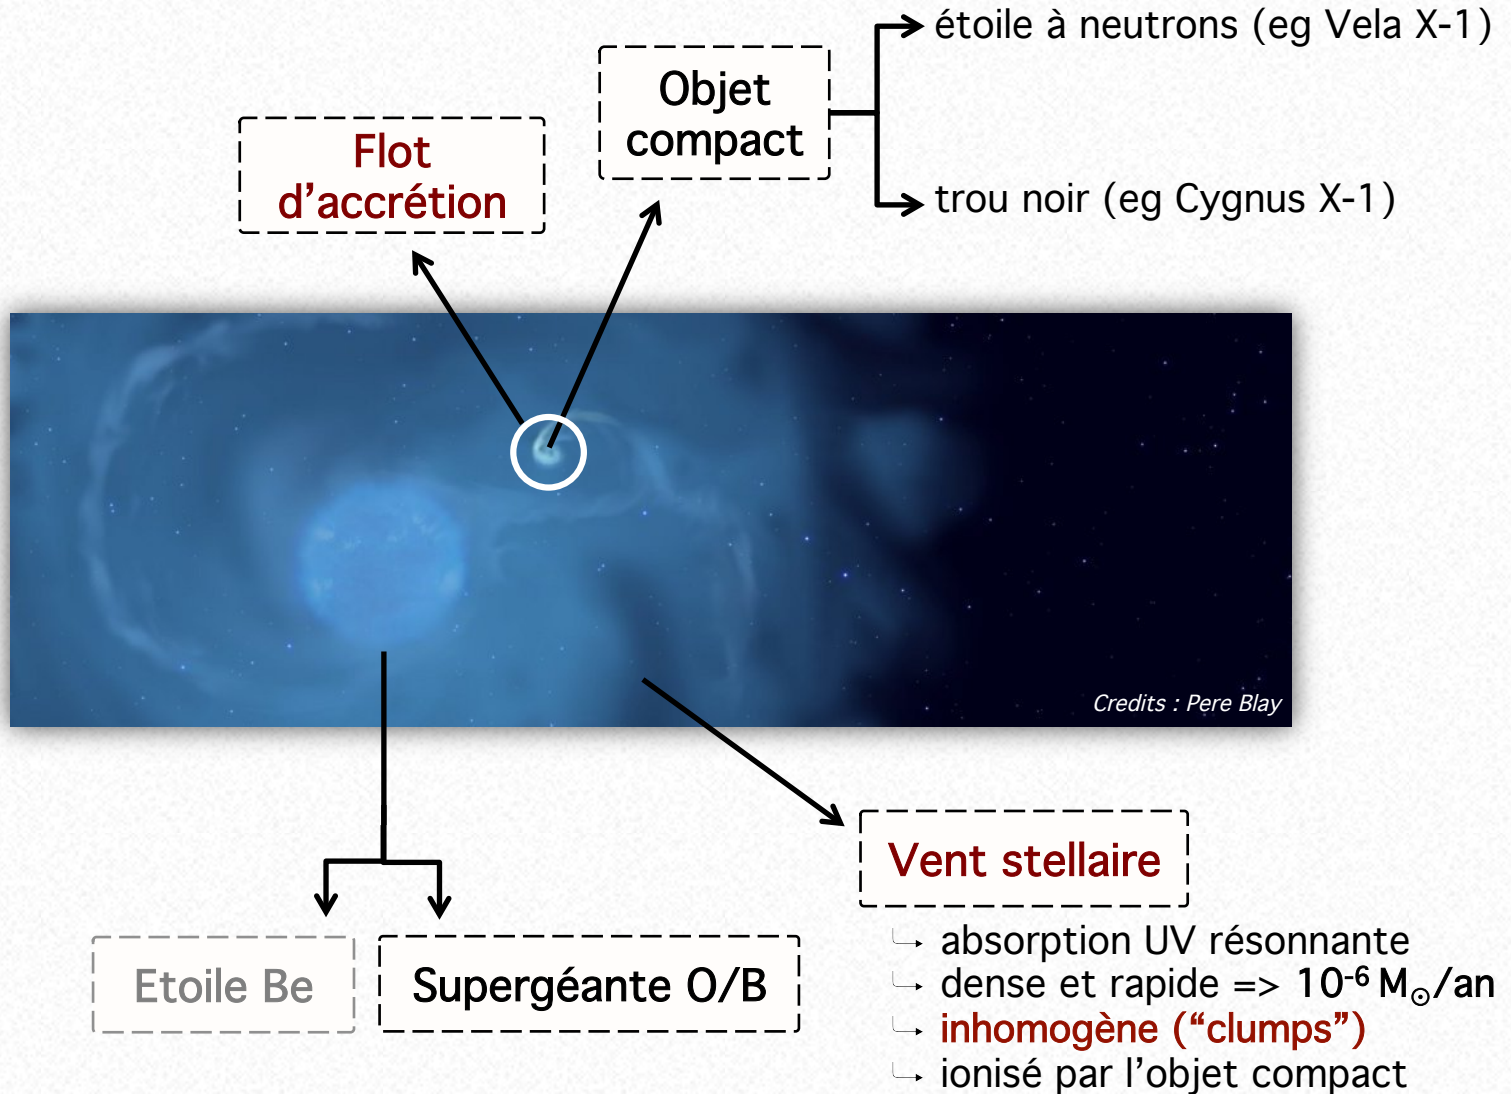 étoile à neutrons (eg Vela X-1)
Objet
compact
Flot
d’accrétion
trou noir (eg Cygnus X-1)
Credits : Pere Blay
Vent stellaire
absorption UV résonnante
dense et rapide => 10⁻⁶ M☉/an
inhomogène (“clumps”)
ionisé par l’objet compact
Etoile Be
Supergéante O/B